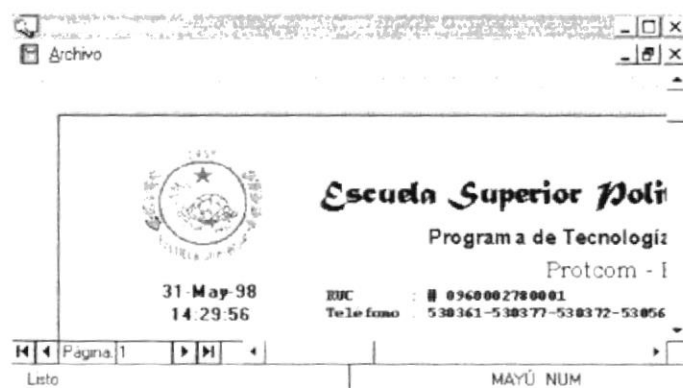 Archivo
Escuela Superior Poli
Programa de Tecnologí
Protcom -
31-May-98
14:29:56
RUC : # 0960002780001
Telefono : 530361-530377-530372-53056
Página: 1
Listo
MAYÚ NUM